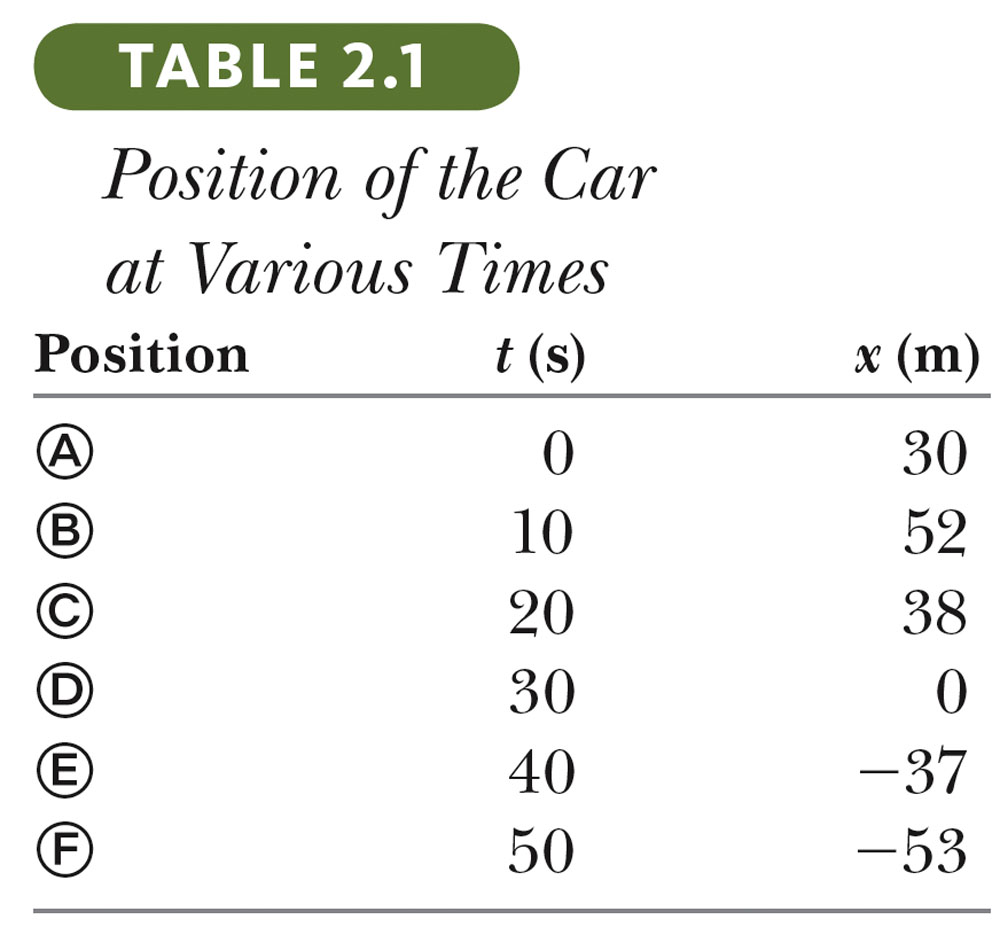 TABLE 2.1
Position of the Car
at Various Times
Position t (s) x (m)
Ⓐ 0 30
Ⓑ 10 52
Ⓒ 20 38
Ⓓ 30 0
Ⓔ 40 −37
Ⓕ 50 −53